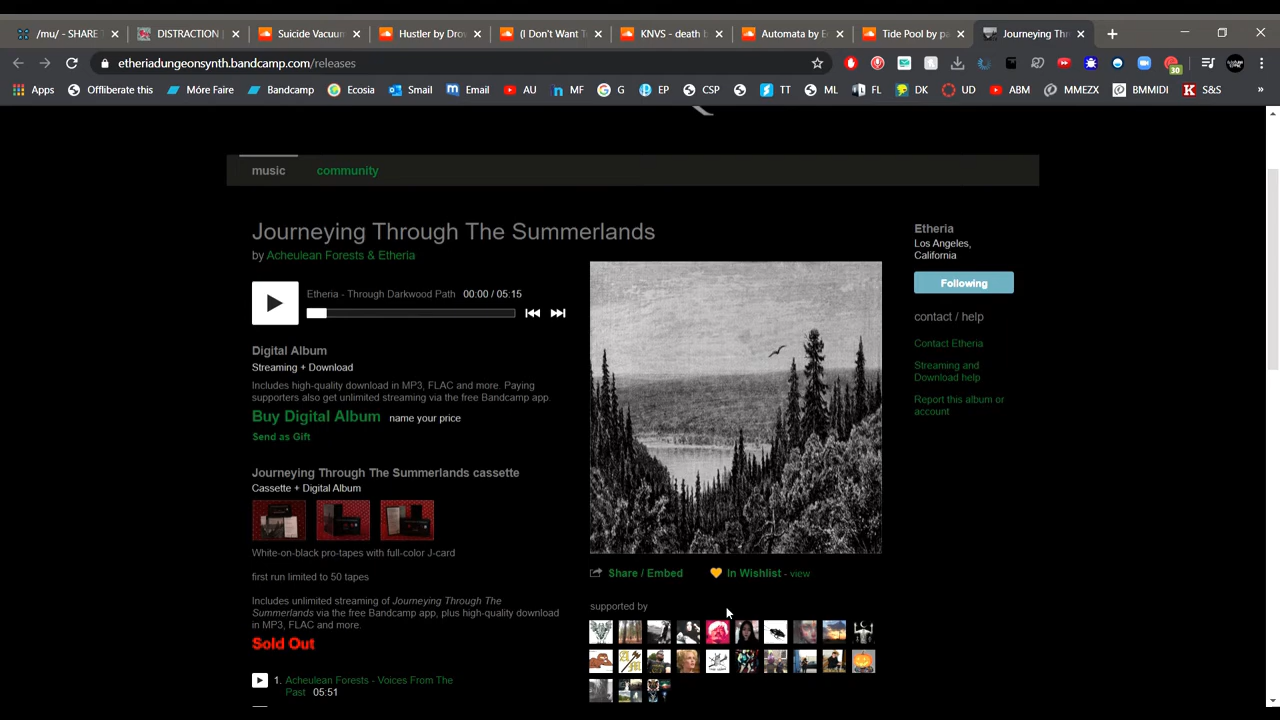 /mu/ - SHARE T
DISTRACTION
Suicide Vacuum
Hustler by Dros
(I Don't Want T
KNVS - death b
Automata by E
Tide Pool by pa
Journeying Thr
etheriadungeonsynth.bandcamp.com/releases
30
Apps
Offliberate this
Móre Faire
Bandcamp
Ecosia
Smail
Email
AU
MF
G
EP
CSP
TT
ML
FL
DK
UD
ABM
MMEZX
BMMIDI
S&S
»
music
community
Journeying Through The Summerlands
by Acheulean Forests & Etheria
Etheria - Through Darkwood Path 00:00 / 05:15
Digital Album
Streaming + Download
Includes high-quality download in MP3, FLAC and more. Paying
supporters also get unlimited streaming via the free Bandcamp app.
Buy Digital Album name your price
Send as Gift
Journeying Through The Summerlands cassette
Cassette + Digital Album
White-on-black pro-tapes with full-color J-card
first run limited to 50 tapes
Includes unlimited streaming of Journeying Through The
Summerlands via the free Bandcamp app, plus high-quality download
in MP3, FLAC and more.
Sold Out
1. Acheulean Forests - Voices From The
Past 05:51
Share / Embed
In Wishlist - view
supported by
Etheria
Los Angeles,
California
Following
contact / help
Contact Etheria
Streaming and
Download help
Report this album or
account